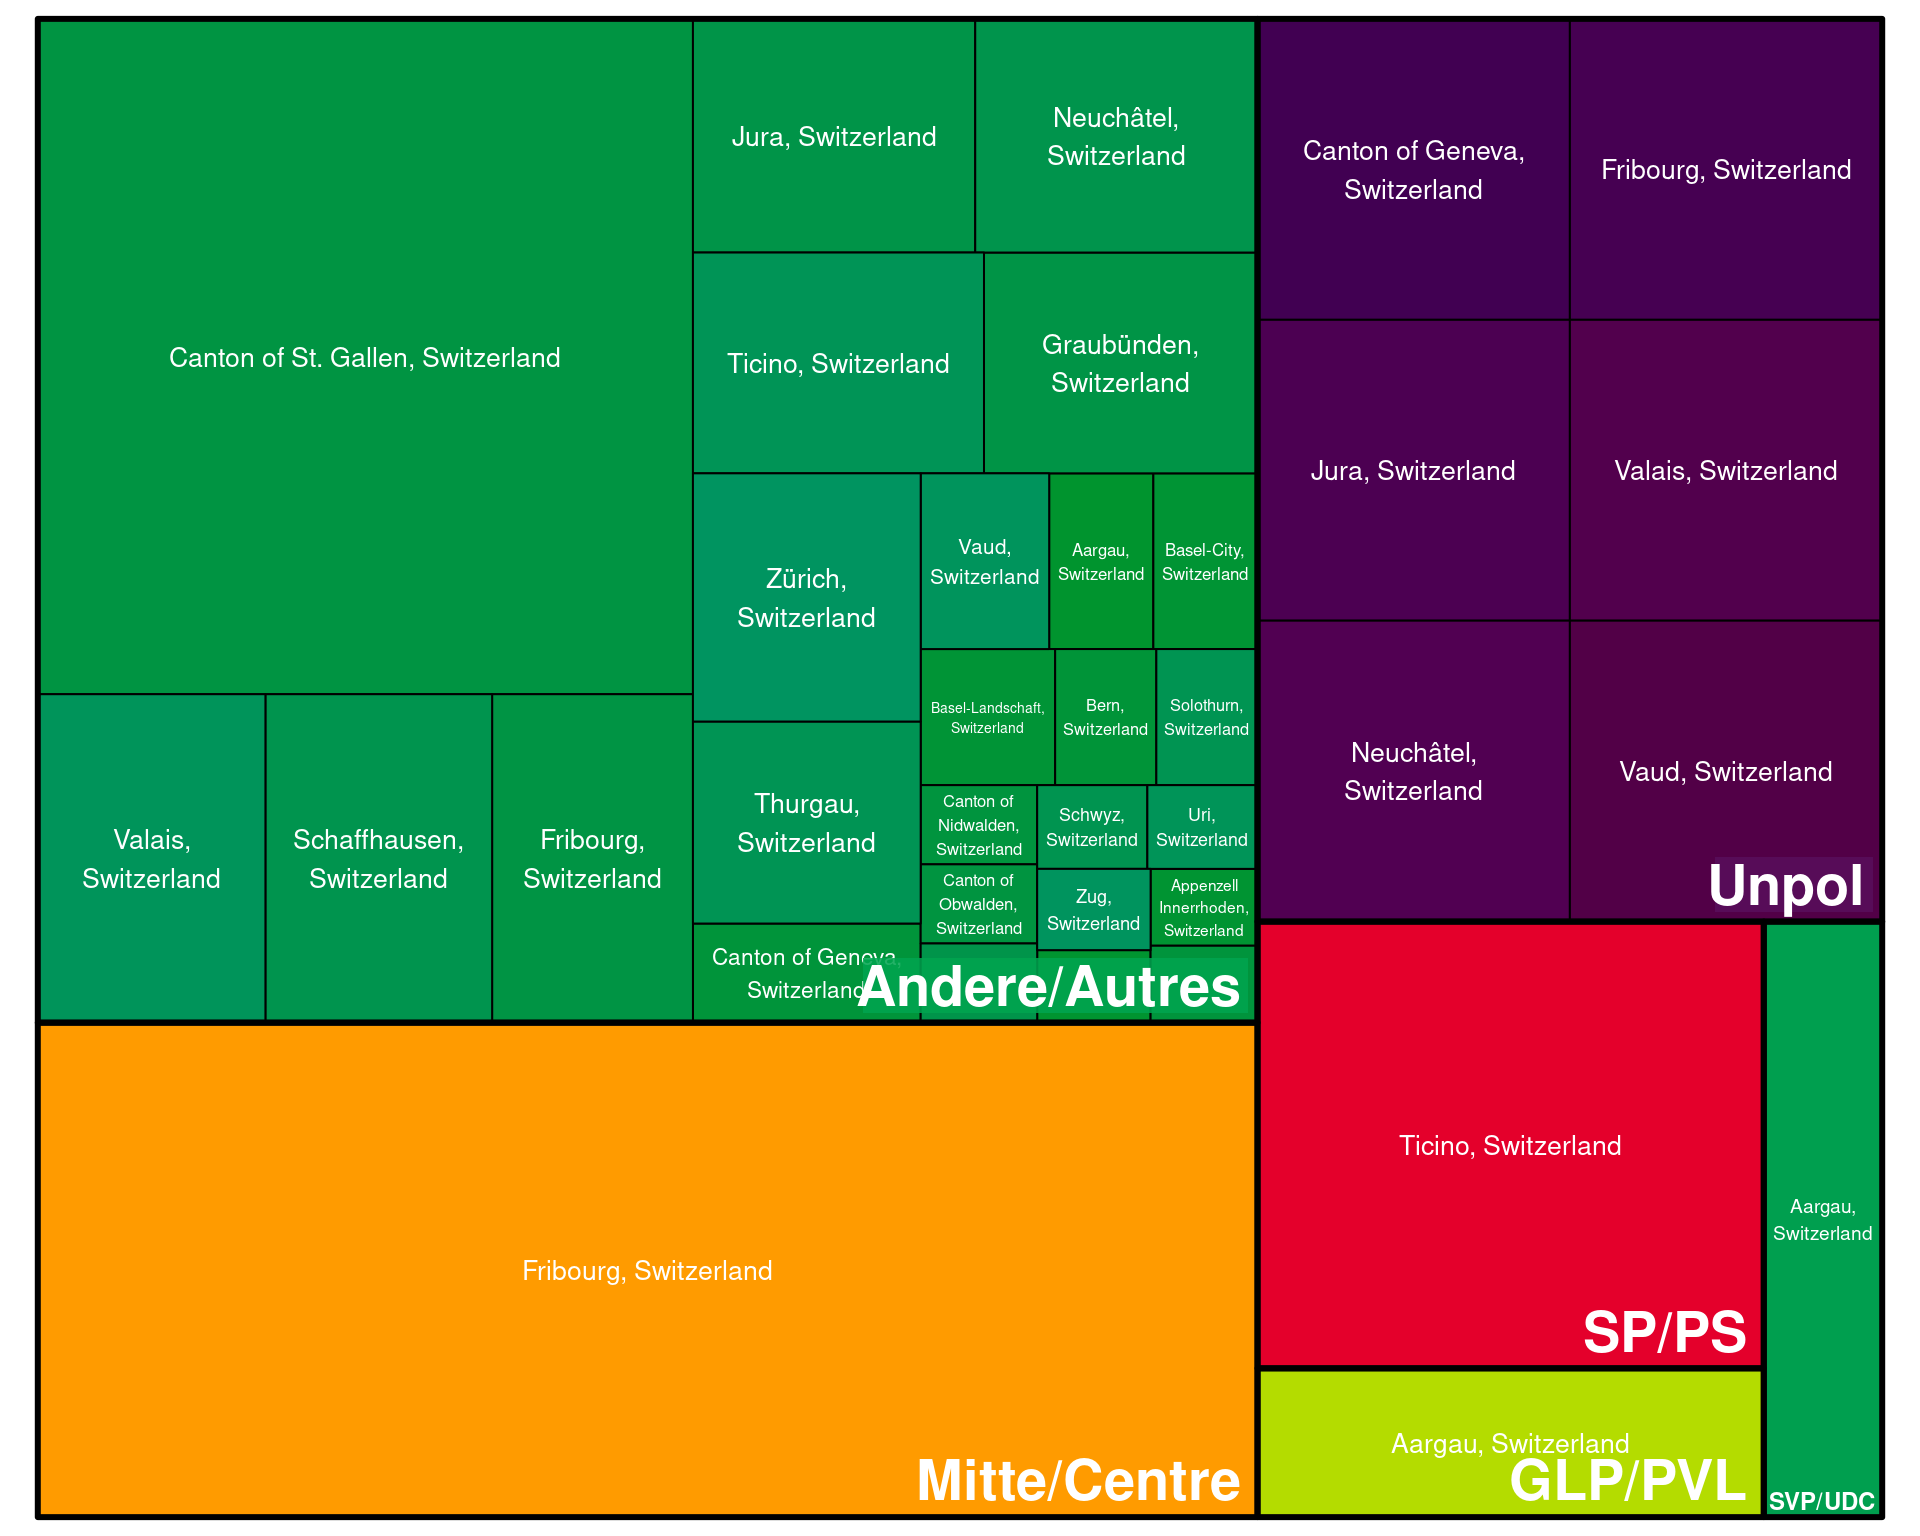 Canton of St. Gallen, Switzerland
Valais,
Switzerland
Schaffhausen,
Switzerland
Fribourg,
Switzerland
Jura, Switzerland
Neuchâtel,
Switzerland
Ticino, Switzerland
Graubünden,
Switzerland
Zürich,
Switzerland
Thurgau,
Switzerland
Canton of Geneva,
Switzerland
Vaud,
Switzerland
Aargau,
Switzerland
Basel-City,
Switzerland
Basel-Landschaft,
Switzerland
Bern,
Switzerland
Solothurn,
Switzerland
Canton of
Nidwalden,
Switzerland
Canton of
Obwalden,
Switzerland
Schwyz,
Switzerland
Uri,
Switzerland
Zug,
Switzerland
Appenzell
Innerrhoden,
Switzerland
Andere/Autres
Fribourg, Switzerland
Mitte/Centre
Canton of Geneva,
Switzerland
Fribourg, Switzerland
Jura, Switzerland
Valais, Switzerland
Neuchâtel,
Switzerland
Vaud, Switzerland
Unpol
Ticino, Switzerland
SP/PS
Aargau, Switzerland
GLP/PVL
Aargau,
Switzerland
SVP/UDC